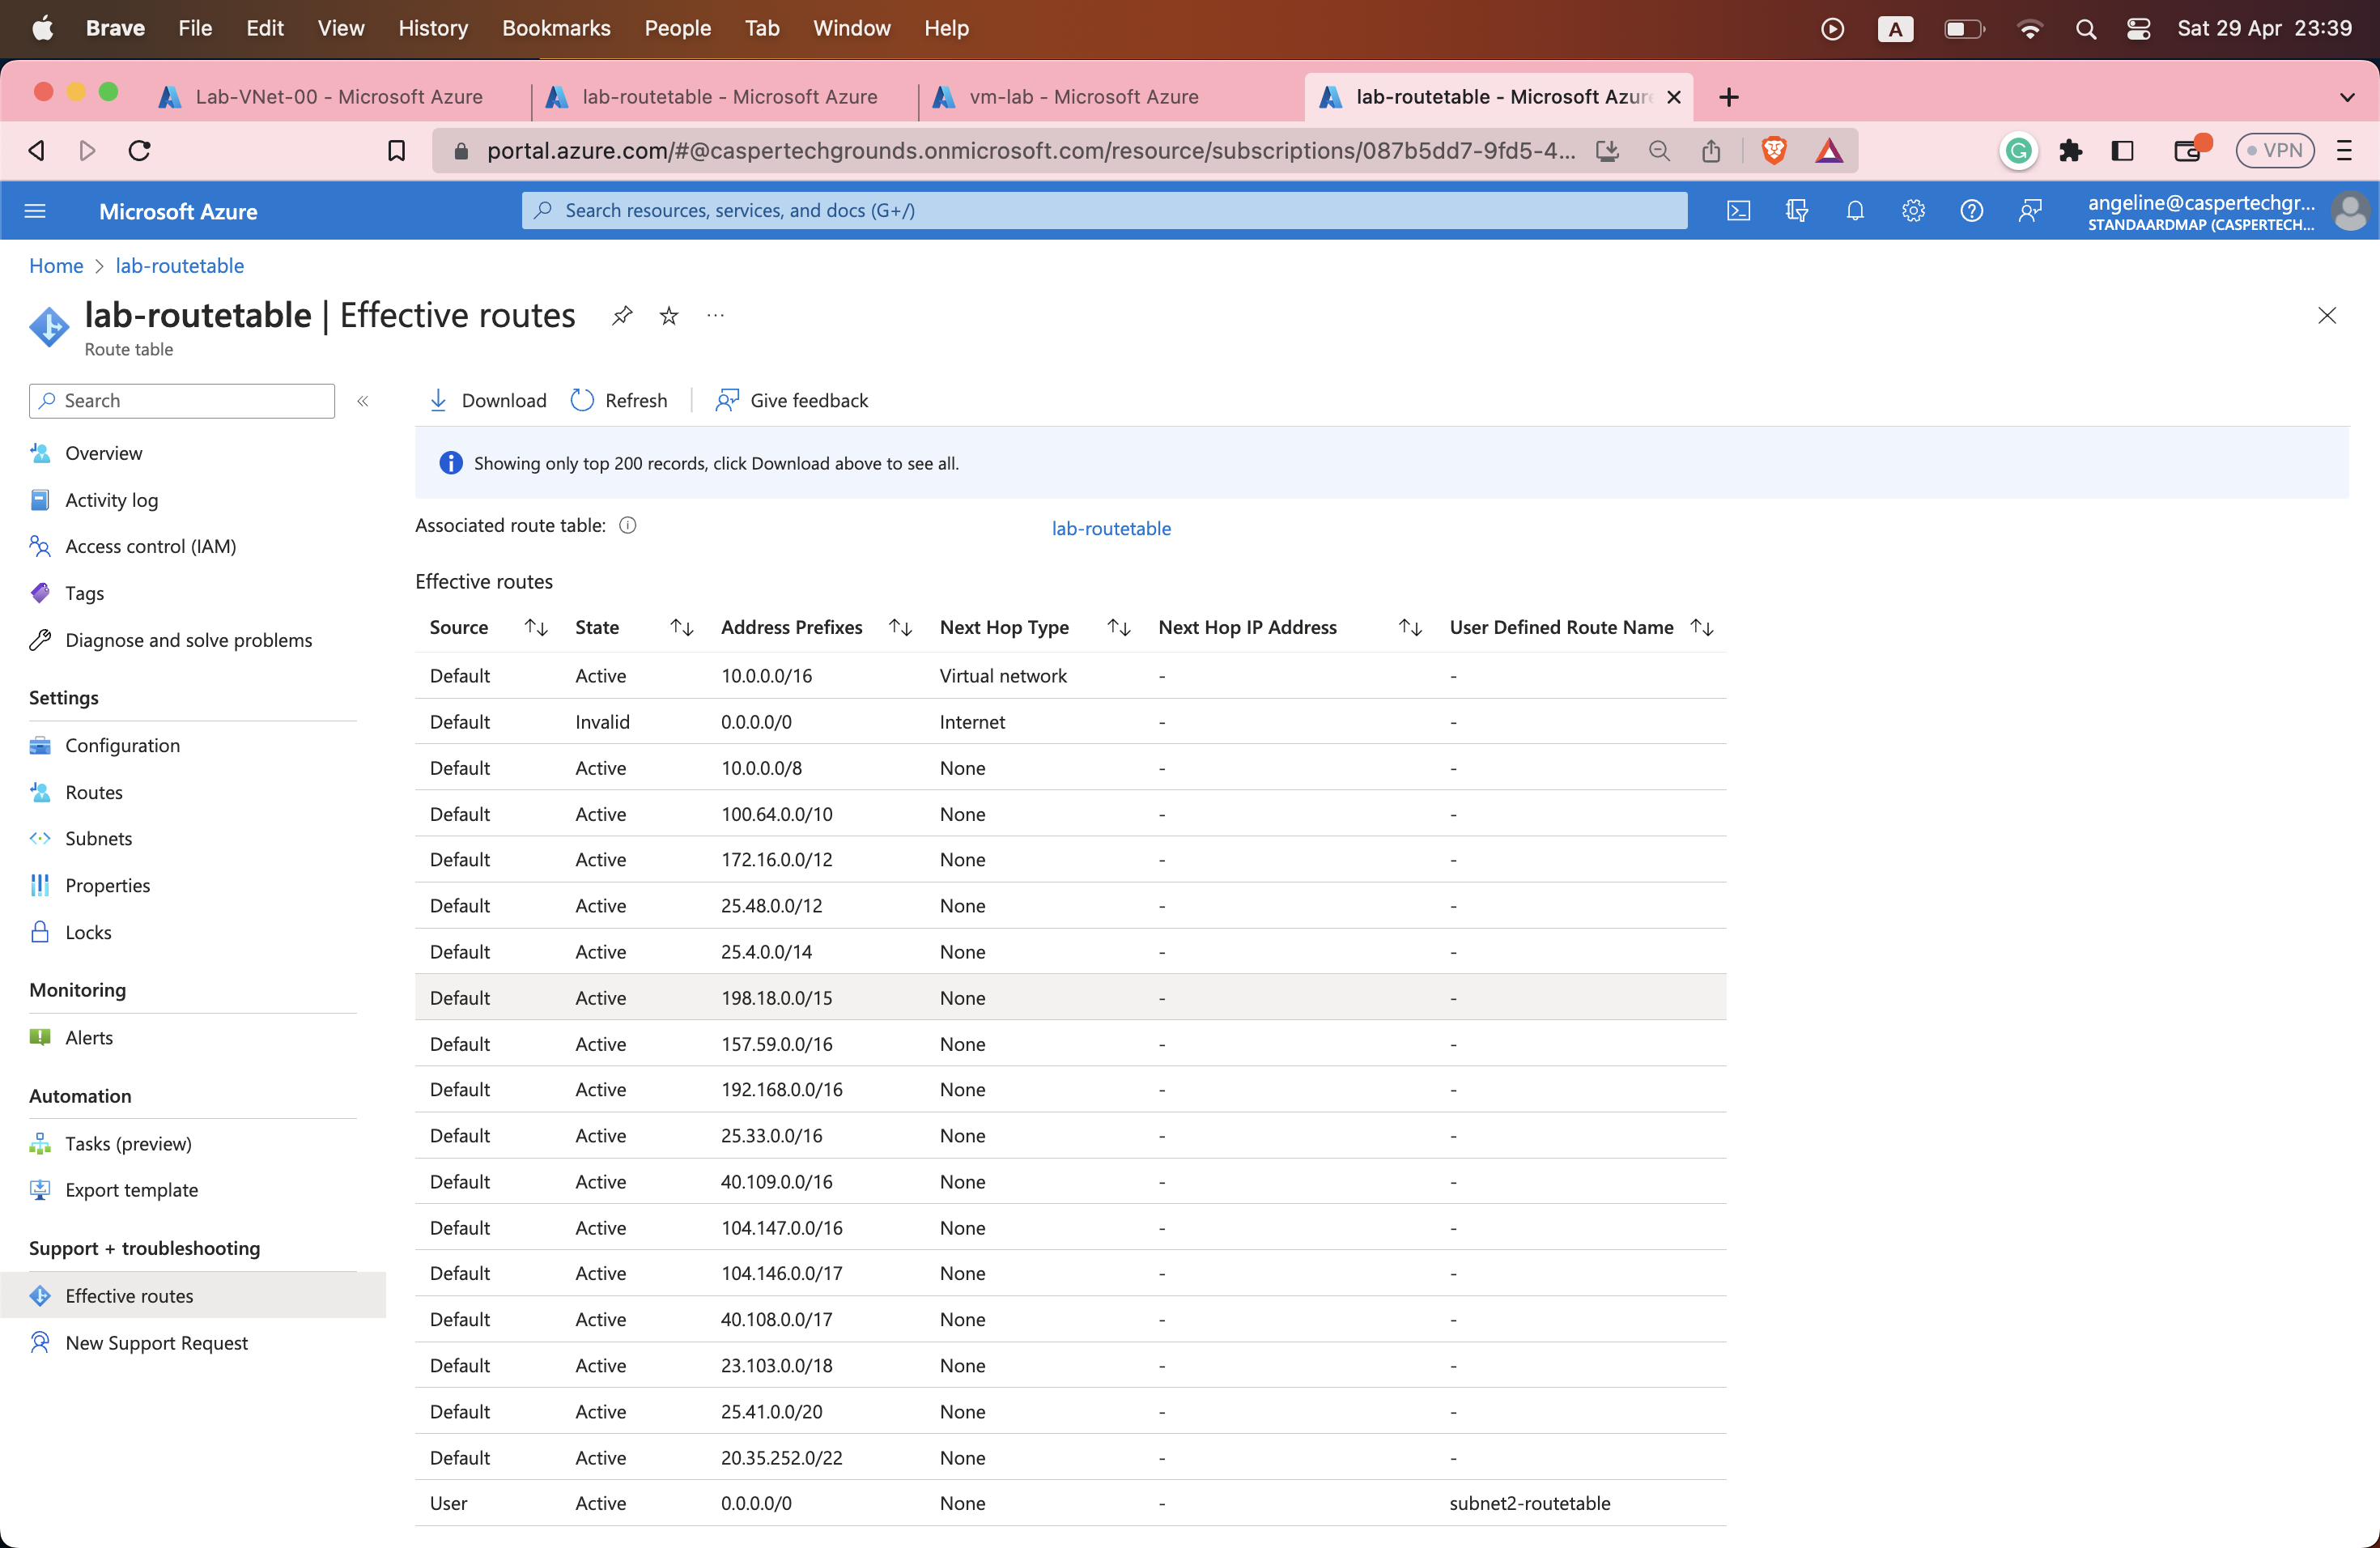 Brave File Edit View History Bookmarks People Tab Window Help A Sat 29 Apr 23:39
Lab-VNet-00 - Microsoft Azure lab-routetable - Microsoft Azure vm-lab - Microsoft Azure lab-routetable - Microsoft Azure
portal.azure.com/#@caspertechgrounds.onmicrosoft.com/resource/subscriptions/087b5dd7-9fd5-4... G VPN
Microsoft Azure Search resources, services, and docs (G+/) angeline@caspertechgr...
STANDAARDMAP (CASPERTECH...
Home > lab-routetable
lab-routetable | Effective routes ...
Route table
Search «
Download Refresh Give feedback
Showing only top 200 records, click Download above to see all.
Overview
Activity log
Access control (IAM)
Tags
Diagnose and solve problems
Settings
Configuration
Routes
Subnets
Properties
Locks
Monitoring
Alerts
Automation
Tasks (preview)
Export template
Support + troubleshooting
Effective routes
New Support Request
Associated route table: lab-routetable
Effective routes
Source State Address Prefixes Next Hop Type Next Hop IP Address User Defined Route Name
Default Active 10.0.0.0/16 Virtual network - -
Default Invalid 0.0.0.0/0 Internet - -
Default Active 10.0.0.0/8 None - -
Default Active 100.64.0.0/10 None - -
Default Active 172.16.0.0/12 None - -
Default Active 25.48.0.0/12 None - -
Default Active 25.4.0.0/14 None - -
Default Active 198.18.0.0/15 None - -
Default Active 157.59.0.0/16 None - -
Default Active 192.168.0.0/16 None - -
Default Active 25.33.0.0/16 None - -
Default Active 40.109.0.0/16 None - -
Default Active 104.147.0.0/16 None - -
Default Active 104.146.0.0/17 None - -
Default Active 40.108.0.0/17 None - -
Default Active 23.103.0.0/18 None - -
Default Active 25.41.0.0/20 None - -
Default Active 20.35.252.0/22 None - -
User Active 0.0.0.0/0 None - subnet2-routetable